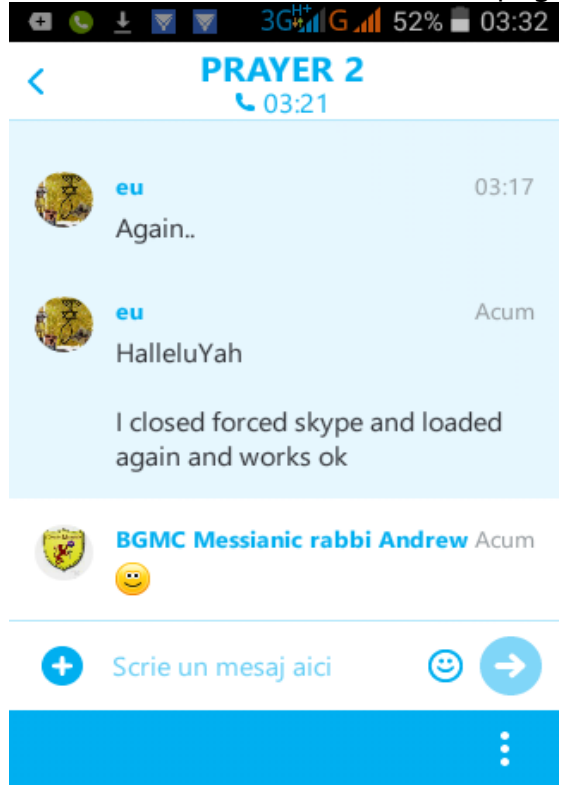 3G H+ G 52% 03:32
PRAYER 2
03:21
eu 03:17
Again..
eu Acum
HalleluYah
I closed forced skype and loaded
again and works ok
BGMC Messianic rabbi Andrew Acum
Scrie un mesaj aici